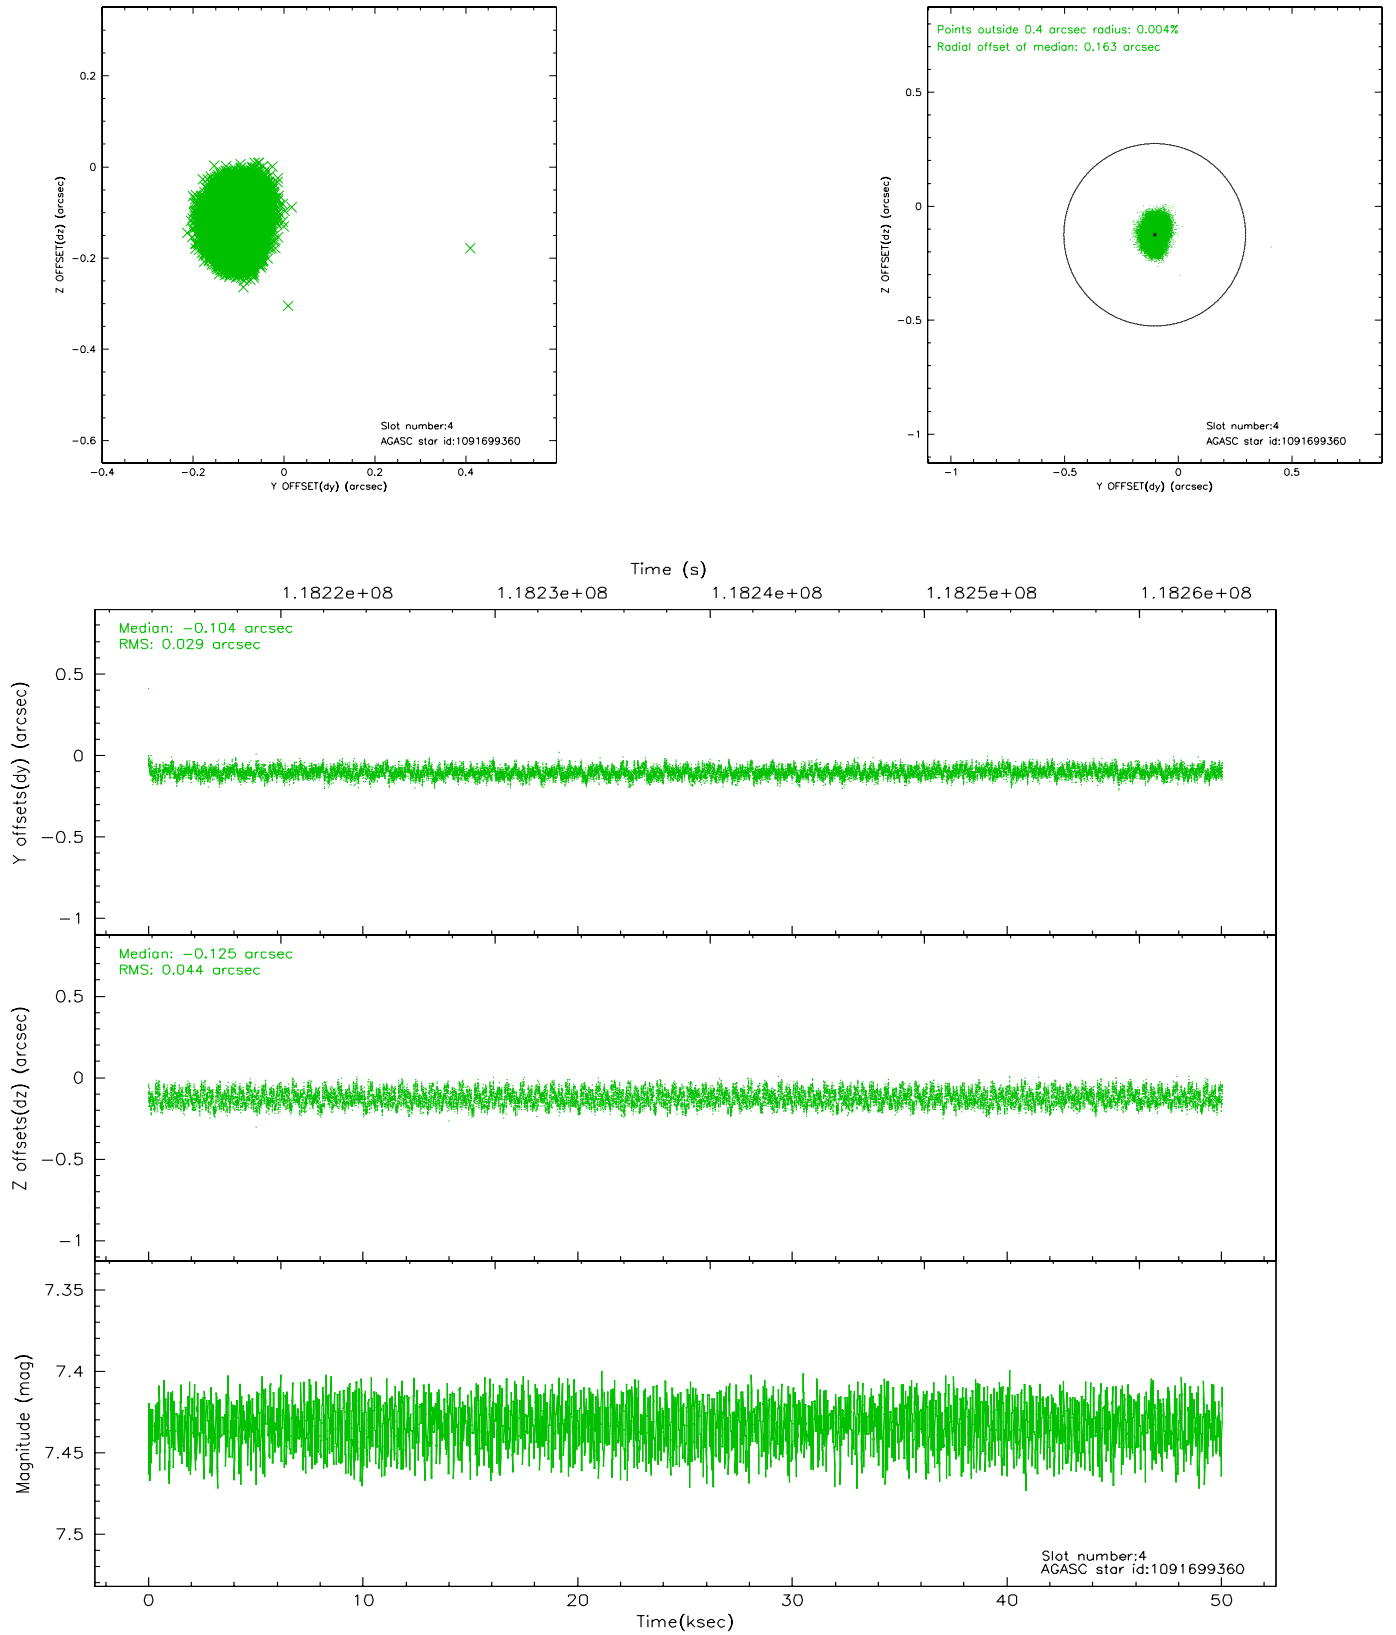 0.2
0
−0.2
−0.4
−0.6
Z OFFSET(dz) (arcsec)
Slot number:4
AGASC star id:1091699360
−0.4 −0.2 0 0.2 0.4
Y OFFSET(dy) (arcsec)
Points outside 0.4 arcsec radius: 0.004%
Radial offset of median: 0.163 arcsec
0.5
0
−0.5
−1
Z OFFSET(dz) (arcsec)
Slot number:4
AGASC star id:1091699360
−1 −0.5 0 0.5
Y OFFSET(dy) (arcsec)
Time (s)
1.1822e+08 1.1823e+08 1.1824e+08 1.1825e+08 1.1826e+08
Median: −0.104 arcsec
RMS: 0.029 arcsec
0.5
0
−0.5
−1
Y offsets(dy) (arcsec)
Median: −0.125 arcsec
RMS: 0.044 arcsec
0.5
0
−0.5
−1
Z offsets(dz) (arcsec)
7.35
7.4
7.45
7.5
Magnitude (mag)
Slot number:4
AGASC star id:1091699360
0 10 20 30 40 50
Time(ksec)